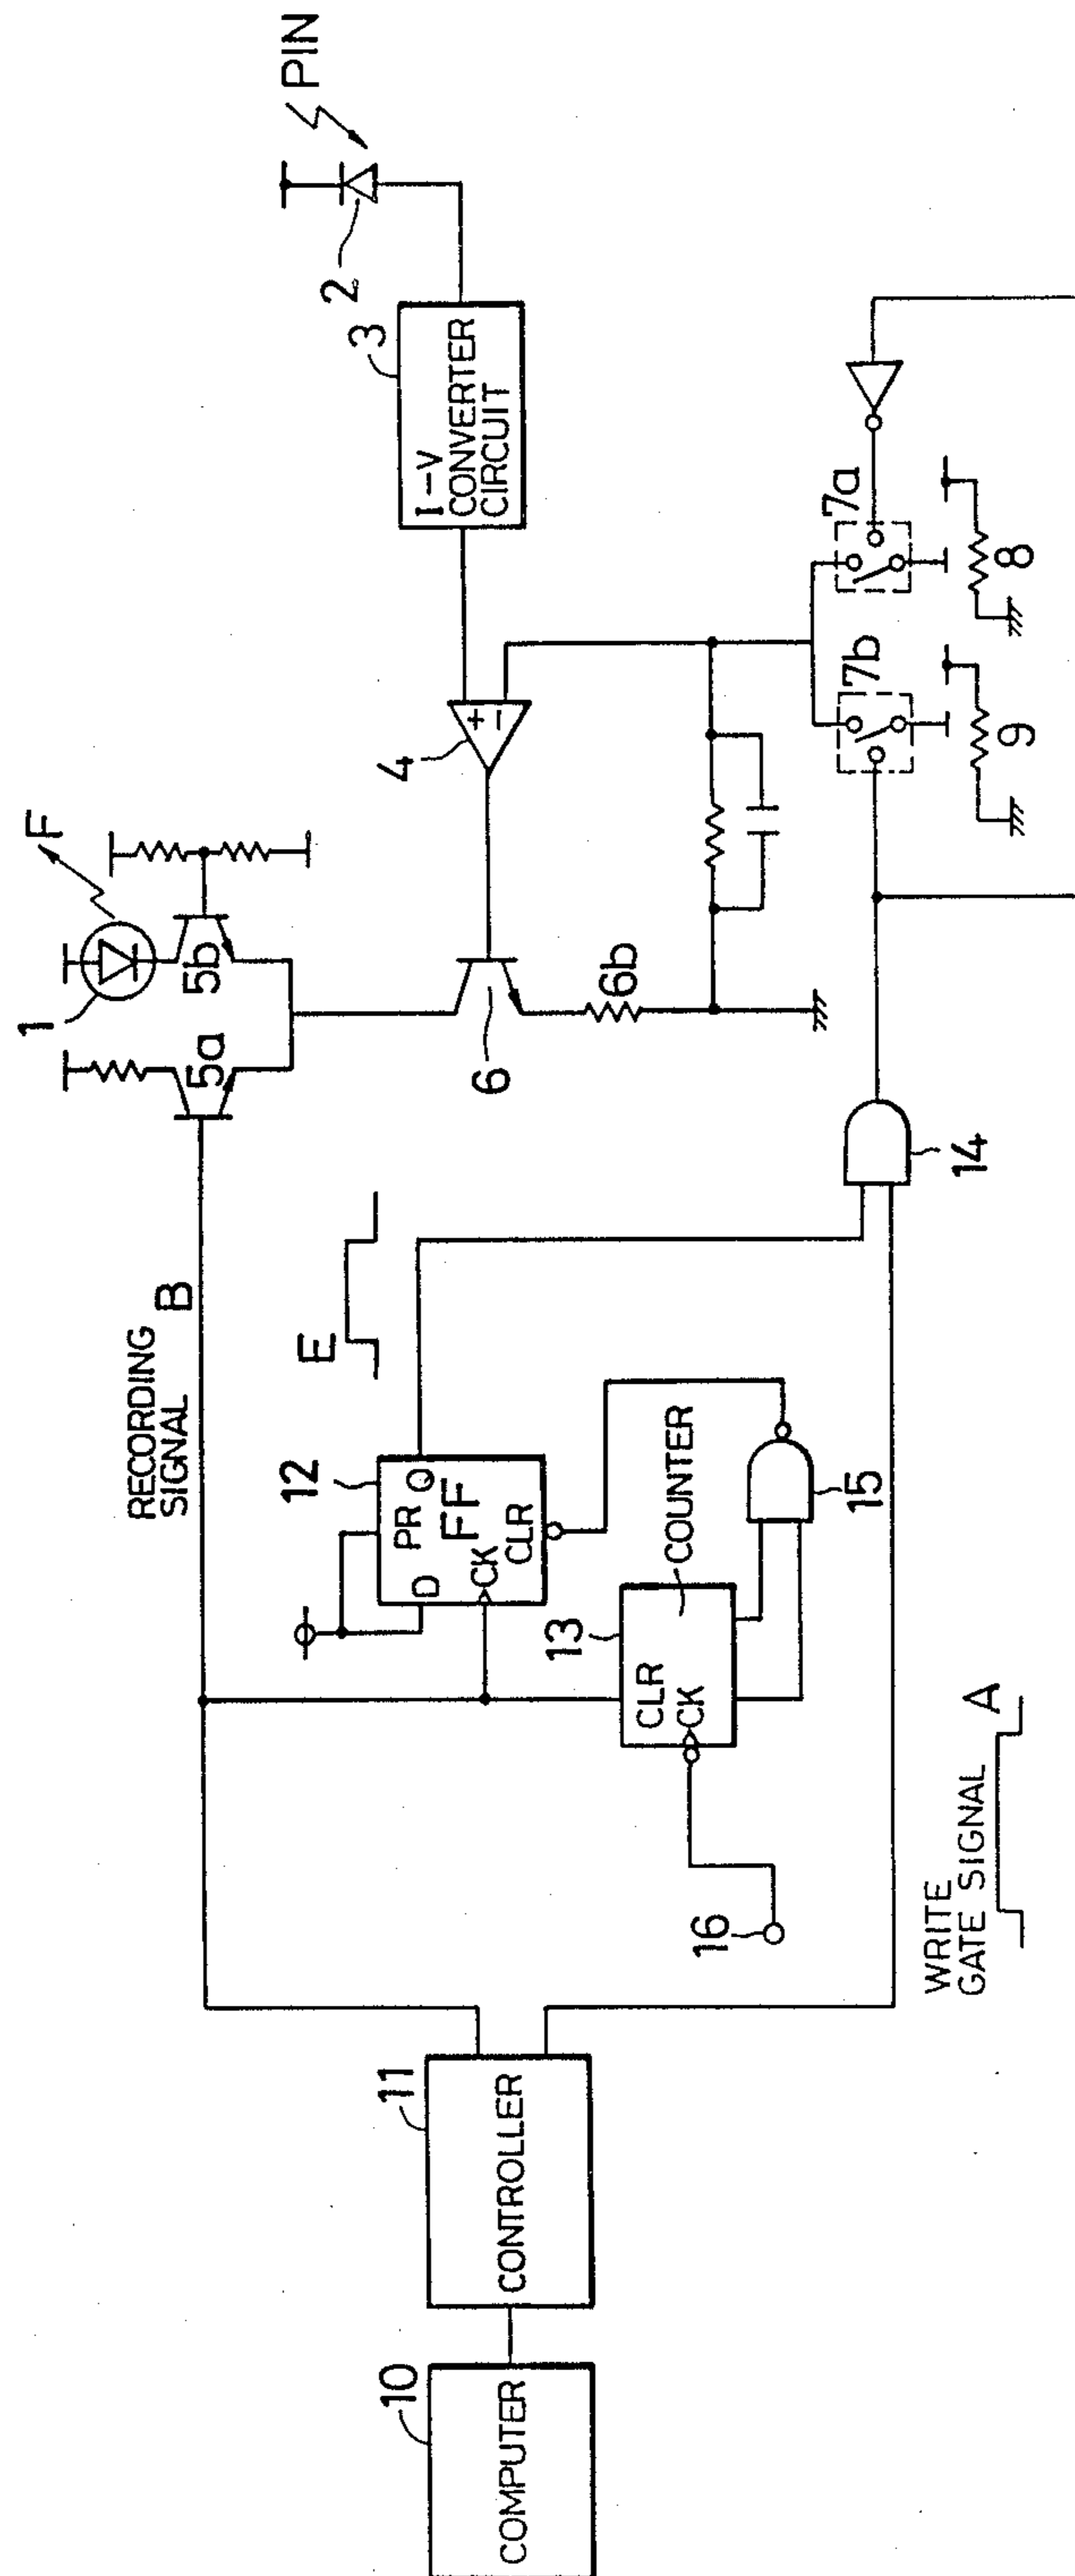 10
COMPUTER
11
CONTROLLER
RECORDING
SIGNAL
B
12
PR
D
Q
FF
CK
CLR
E
13
CLR
CK
COUNTER
15
16
WRITE
GATE SIGNAL
A
14
1
F
5a
5b
6
6b
4
+
−
3
I-V
CONVERTER
CIRCUIT
2
PIN
7b
7a
9
8